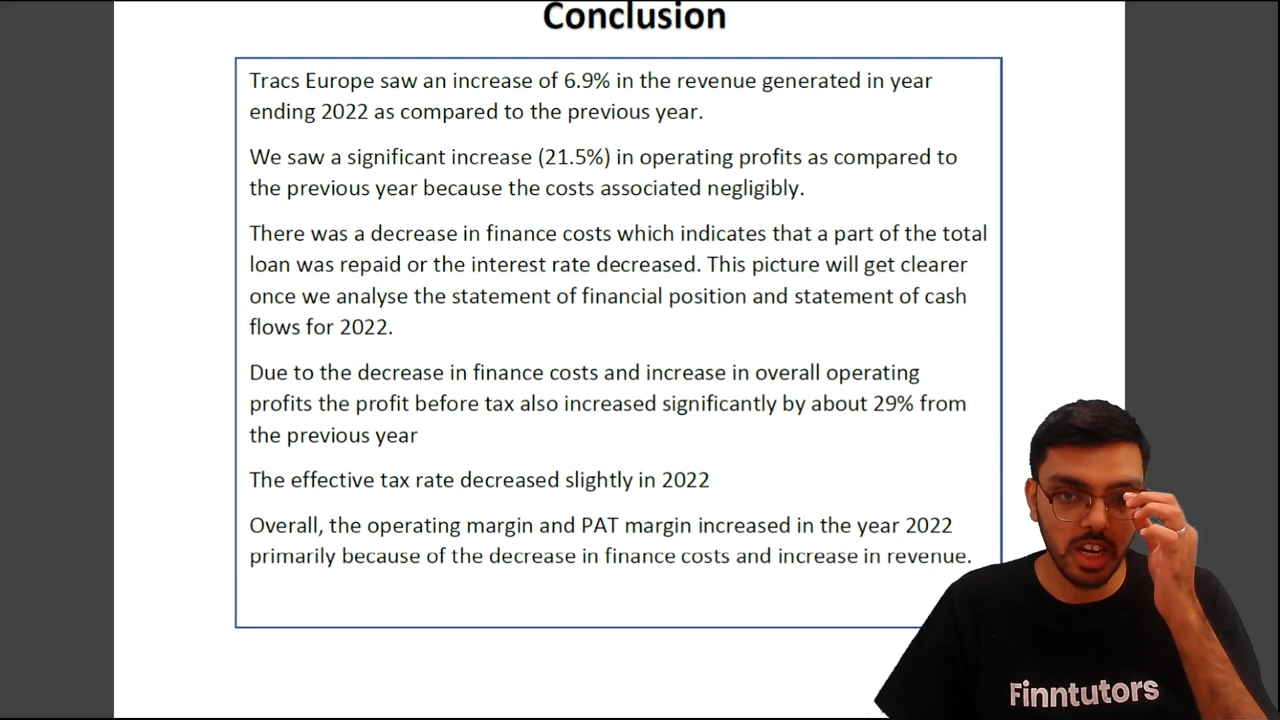 Conclusion
Tracs Europe saw an increase of 6.9% in the revenue generated in year
ending 2022 as compared to the previous year.
We saw a significant increase (21.5%) in operating profits as compared to
the previous year because the costs associated negligibly.
There was a decrease in finance costs which indicates that a part of the total
loan was repaid or the interest rate decreased. This picture will get clearer
once we analyse the statement of financial position and statement of cash
flows for 2022.
Due to the decrease in finance costs and increase in overall operating
profits the profit before tax also increased significantly by about 29% from
the previous year
The effective tax rate decreased slightly in 2022
Overall, the operating margin and PAT margin increased in the year 2022
primarily because of the decrease in finance costs and increase in revenue.
Finntutors